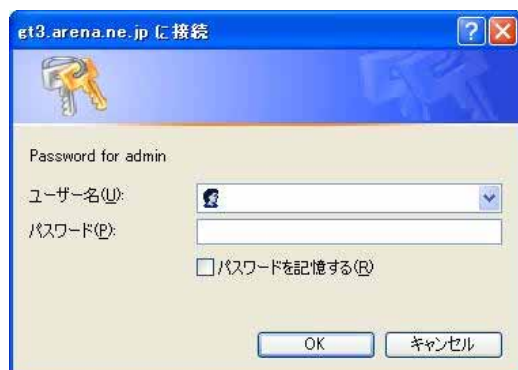 gt3.arena.ne.jp に接続
Password for admin
ユーザー名(U):
パスワード(P):
パスワードを記憶する(R)
OK キャンセル